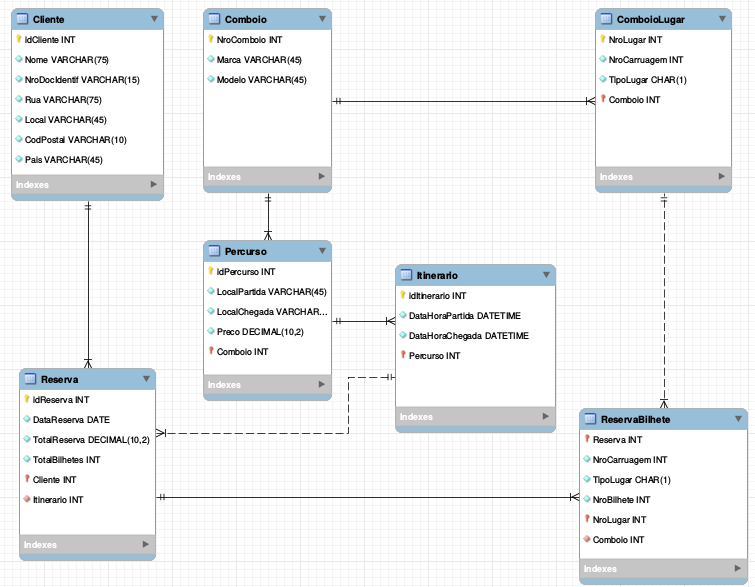 Cliente
idCliente INT
Nome VARCHAR(75)
NroDocIdentif VARCHAR(15)
Rua VARCHAR(75)
Local VARCHAR(45)
CodPostal VARCHAR(10)
Pais VARCHAR(45)
Indexes
Comboio
NroComboio INT
Marca VARCHAR(45)
Modelo VARCHAR(45)
Indexes
ComboioLugar
NroLugar INT
NroCarruagem INT
TipoLugar CHAR(1)
Comboio INT
Indexes
Percurso
idPercurso INT
LocalPartida VARCHAR(45)
LocalChegada VARCHAR...
Preco DECIMAL(10,2)
Comboio INT
Indexes
Itinerario
idItinerario INT
DataHoraPartida DATETIME
DataHoraChegada DATETIME
Percurso INT
Indexes
Reserva
idReserva INT
DataReserva DATE
TotalReserva DECIMAL(10,2)
TotalBilhetes INT
Cliente INT
Itinerario INT
Indexes
ReservaBilhete
Reserva INT
NroCarruagem INT
TipoLugar CHAR(1)
NroBilhete INT
NroLugar INT
Comboio INT
Indexes